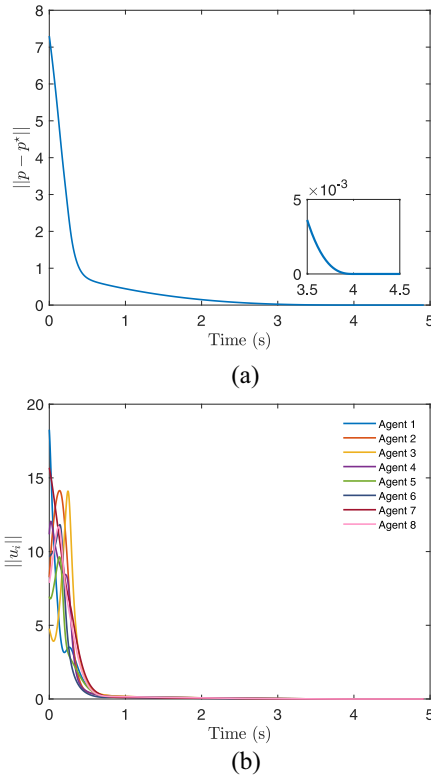 8
7
6
5
4
3
2
1
0
||p − p*||
5 ×10⁻³
0
3.5 4 4.5
0 1 2 3 4 5
Time (s)
(a)
20
15
10
5
0
||uᵢ||
Agent 1
Agent 2
Agent 3
Agent 4
Agent 5
Agent 6
Agent 7
Agent 8
0 1 2 3 4 5
Time (s)
(b)